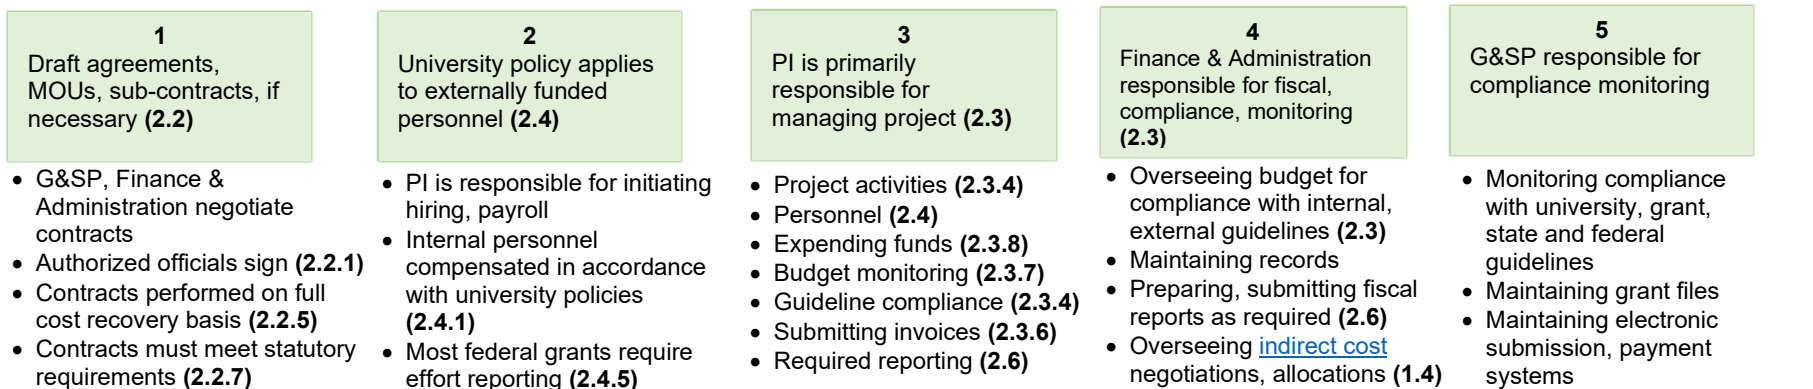 1
Draft agreements,
MOUs, sub-contracts, if
necessary (2.2)
• G&SP, Finance &
Administration negotiate
contracts
• Authorized officials sign (2.2.1)
• Contracts performed on full
cost recovery basis (2.2.5)
• Contracts must meet statutory
requirements (2.2.7)
2
University policy applies
to externally funded
personnel (2.4)
• PI is responsible for initiating
hiring, payroll
• Internal personnel
compensated in accordance
with university policies
(2.4.1)
• Most federal grants require
effort reporting (2.4.5)
3
PI is primarily
responsible for
managing project (2.3)
• Project activities (2.3.4)
• Personnel (2.4)
• Expending funds (2.3.8)
• Budget monitoring (2.3.7)
• Guideline compliance (2.3.4)
• Submitting invoices (2.3.6)
• Required reporting (2.6)
4
Finance & Administration
responsible for fiscal,
compliance, monitoring
(2.3)
• Overseeing budget for
compliance with internal,
external guidelines (2.3)
• Maintaining records
• Preparing, submitting fiscal
reports as required (2.6)
• Overseeing indirect cost
negotiations, allocations (1.4)
5
G&SP responsible for
compliance monitoring
• Monitoring compliance
with university, grant,
state and federal
guidelines
• Maintaining grant files
• Maintaining electronic
submission, payment
systems